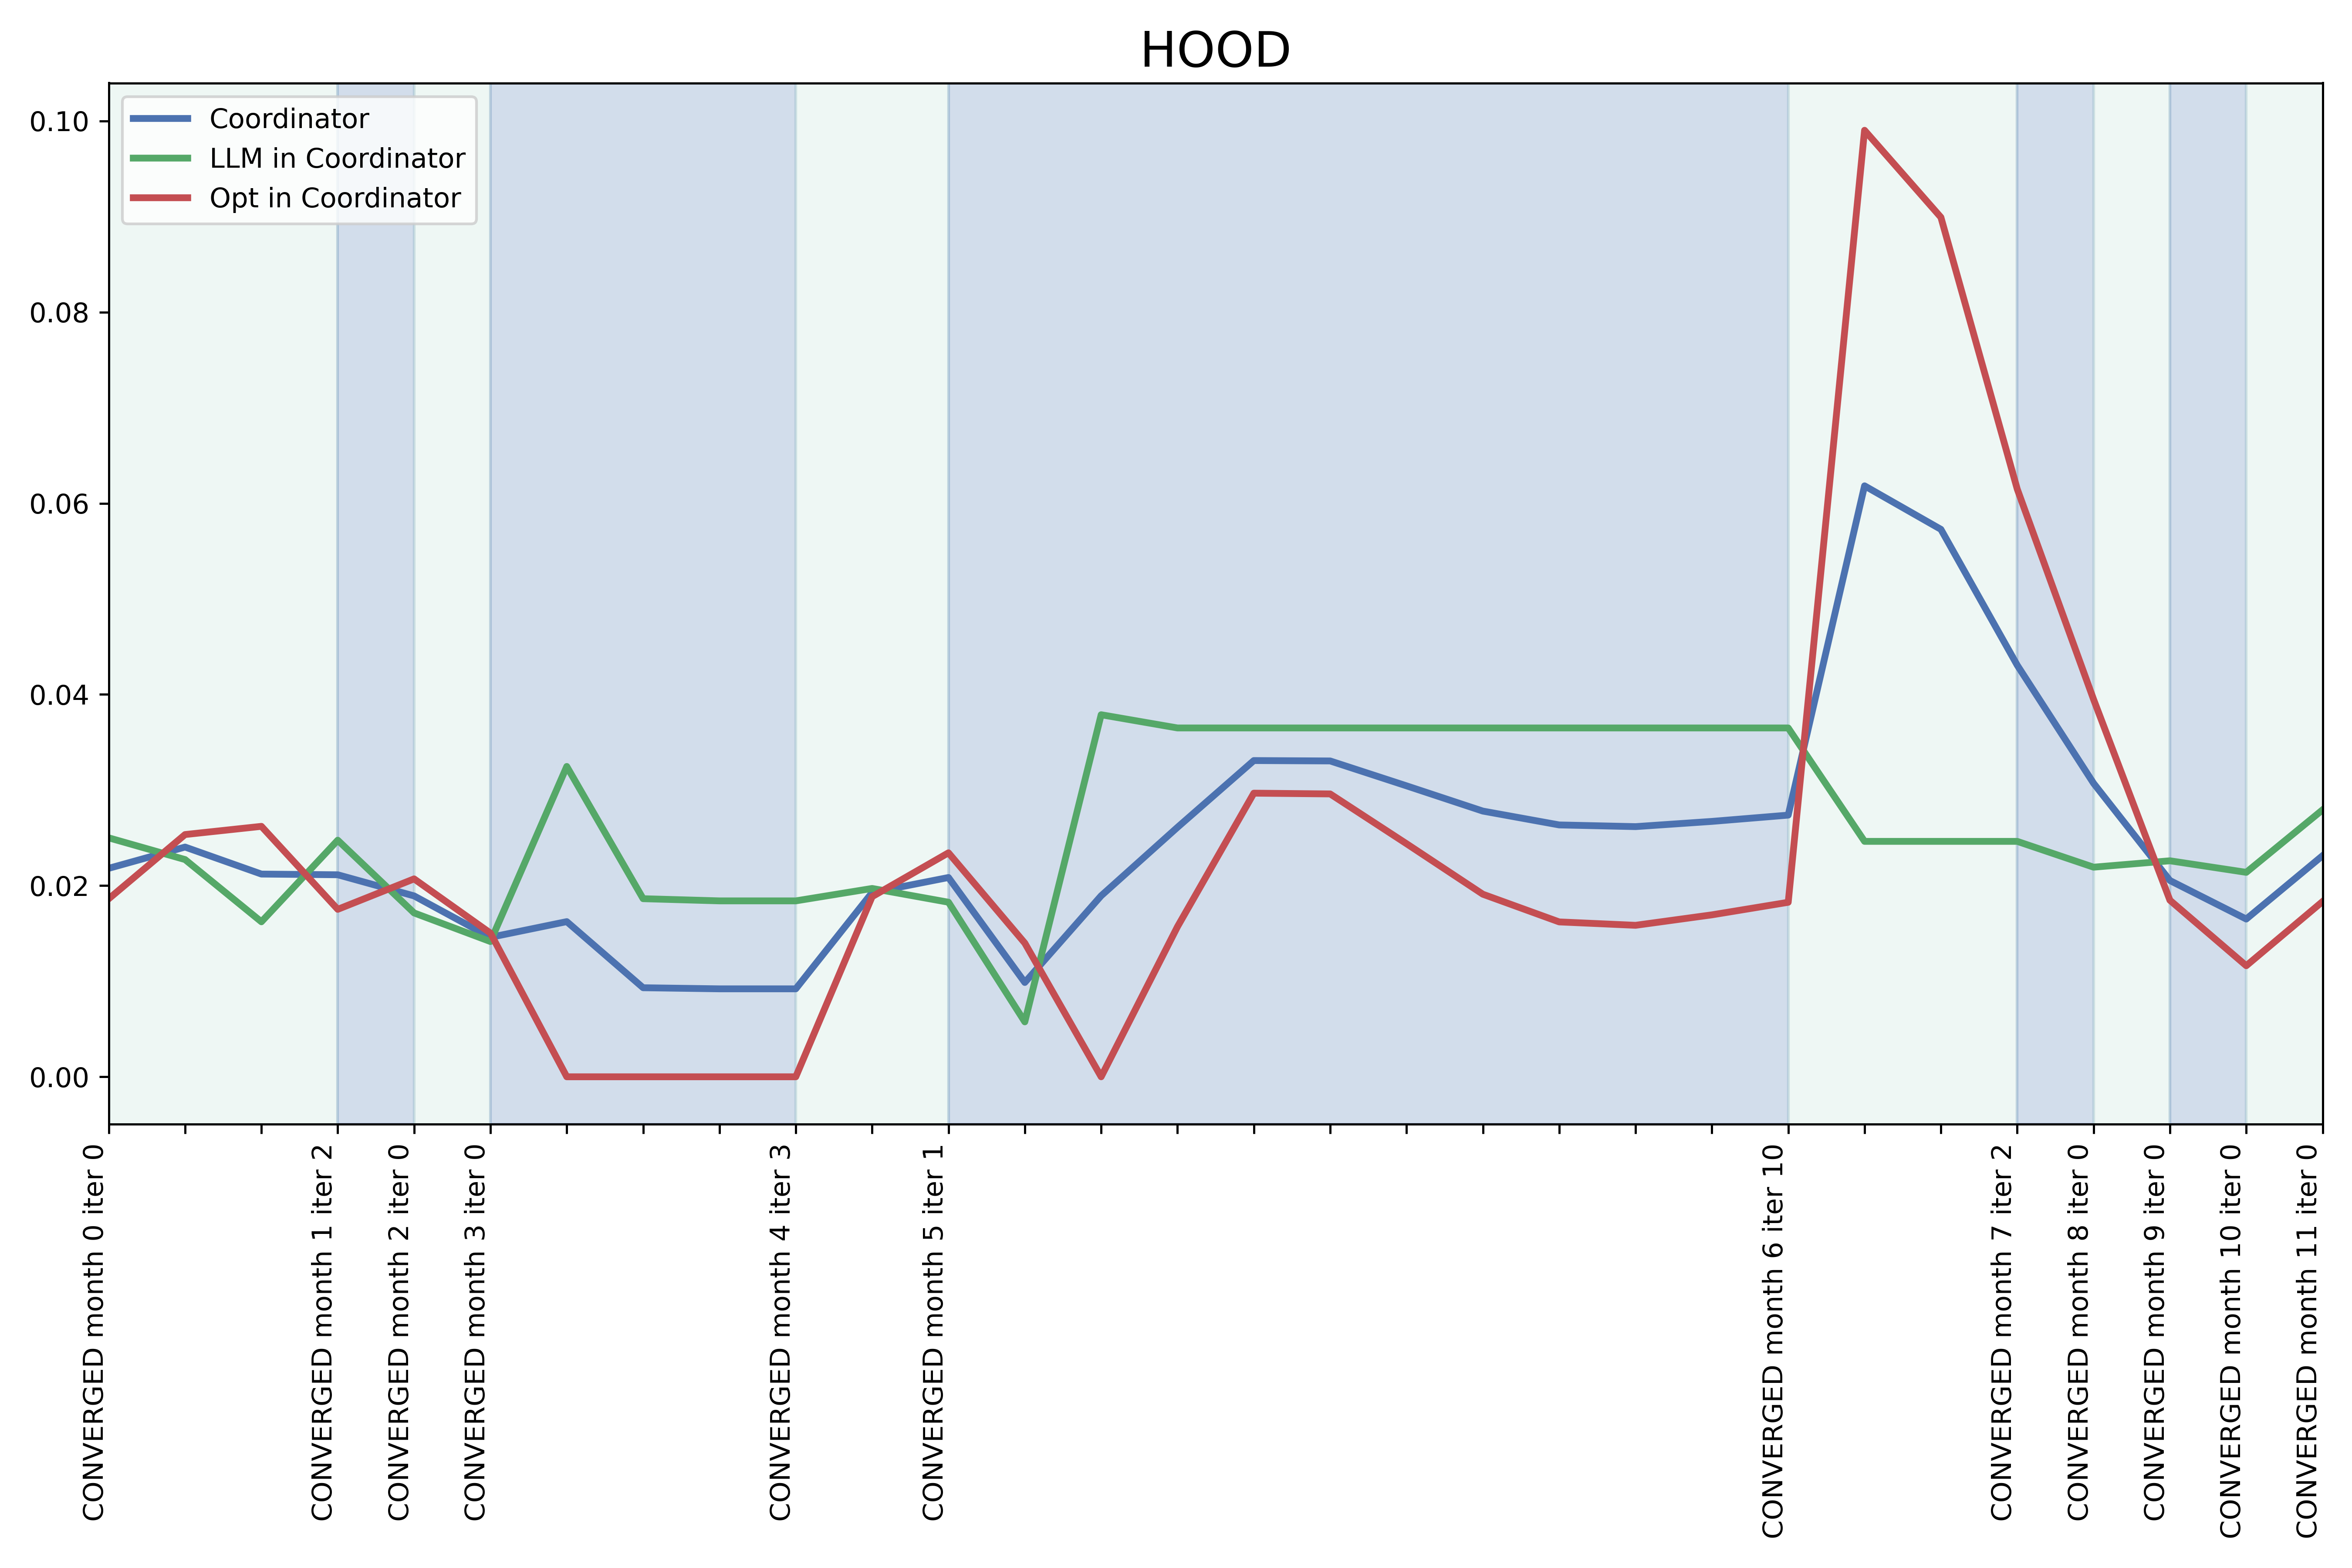 HOOD
Coordinator
LLM in Coordinator
Opt in Coordinator
0.10
0.08
0.06
0.04
0.02
0.00
CONVERGED month 0 iter 0
CONVERGED month 1 iter 2
CONVERGED month 2 iter 0
CONVERGED month 3 iter 0
CONVERGED month 4 iter 3
CONVERGED month 5 iter 1
CONVERGED month 6 iter 10
CONVERGED month 7 iter 2
CONVERGED month 8 iter 0
CONVERGED month 9 iter 0
CONVERGED month 10 iter 0
CONVERGED month 11 iter 0